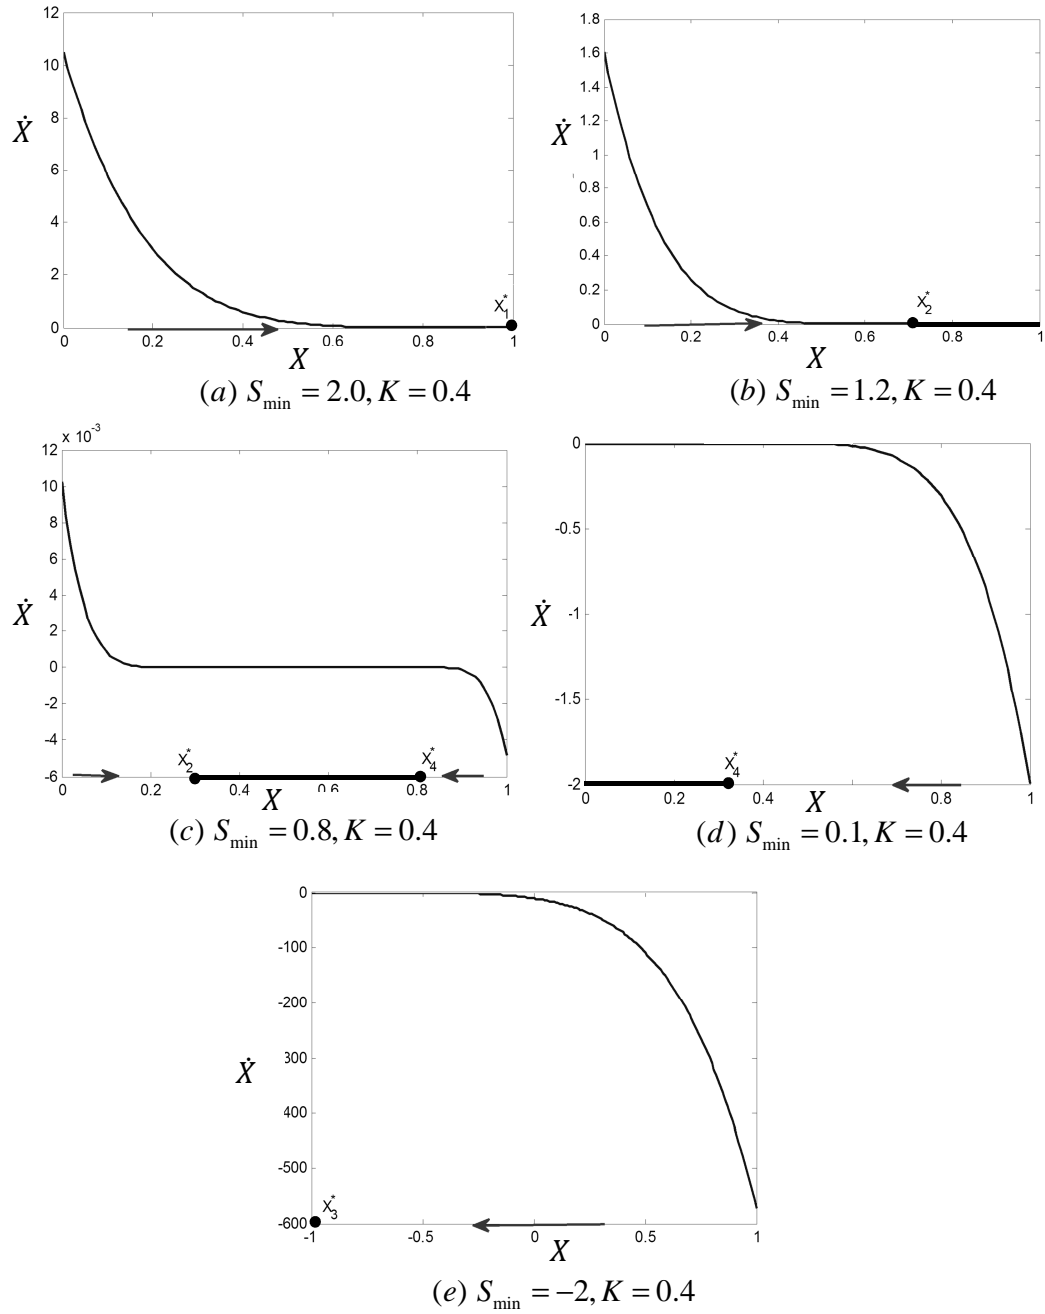 12
10
8
6
4
2
0
Ẋ
X₁*
0 0.2 0.4 0.6 0.8 1
X
(a) S_min = 2.0, K = 0.4
1.8
1.6
1.4
1.2
1
0.8
0.6
0.4
0.2
0
Ẋ
X₂*
0 0.2 0.4 0.6 0.8 1
X
(b) S_min = 1.2, K = 0.4
x 10⁻³
12
10
8
6
4
2
0
-2
-4
-6
Ẋ
X₂* X₄*
0 0.2 0.4 0.6 0.8 1
X
(c) S_min = 0.8, K = 0.4
0
-0.5
-1
-1.5
-2
Ẋ
X₄*
0 0.2 0.4 0.8 1
X
(d) S_min = 0.1, K = 0.4
0
-100
-200
300
400
-500
-600
Ẋ
X₃*
-1 -0.5 0 0.5 1
X
(e) S_min = −2, K = 0.4